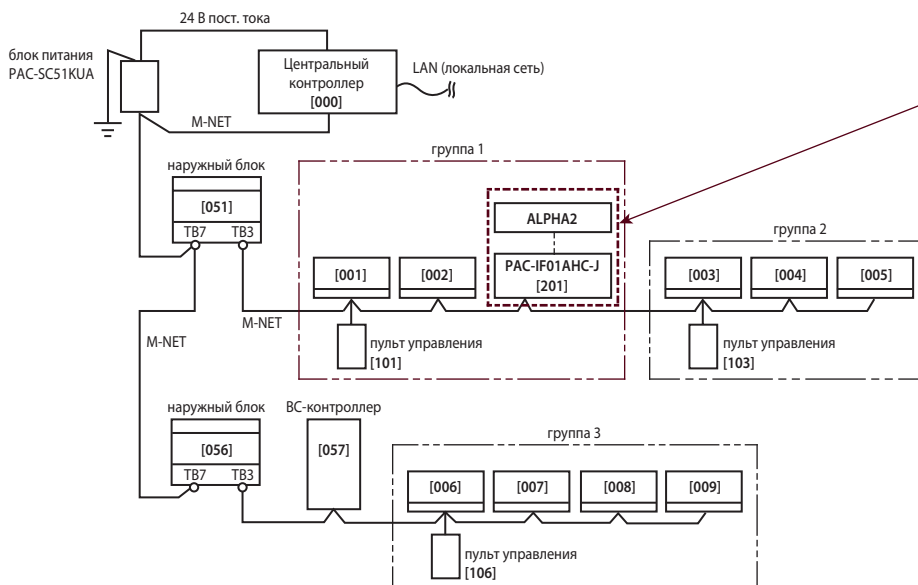 24 В пост. тока
блок питания
PAC-SC51KUA
Центральный
контроллер
[000]
LAN (локальная сеть)
M-NET
группа 1
наружный блок
[051]
TB7 TB3
ALPHA2
PAC-IF01AHC-J
[201]
группа 2
[001] [002]
[003] [004] [005]
M-NET
M-NET
пульт управления
[101]
пульт управления
[103]
наружный блок
[056]
TB7 TB3
BC-контроллер
[057]
группа 3
[006] [007] [008] [009]
пульт управления
[106]